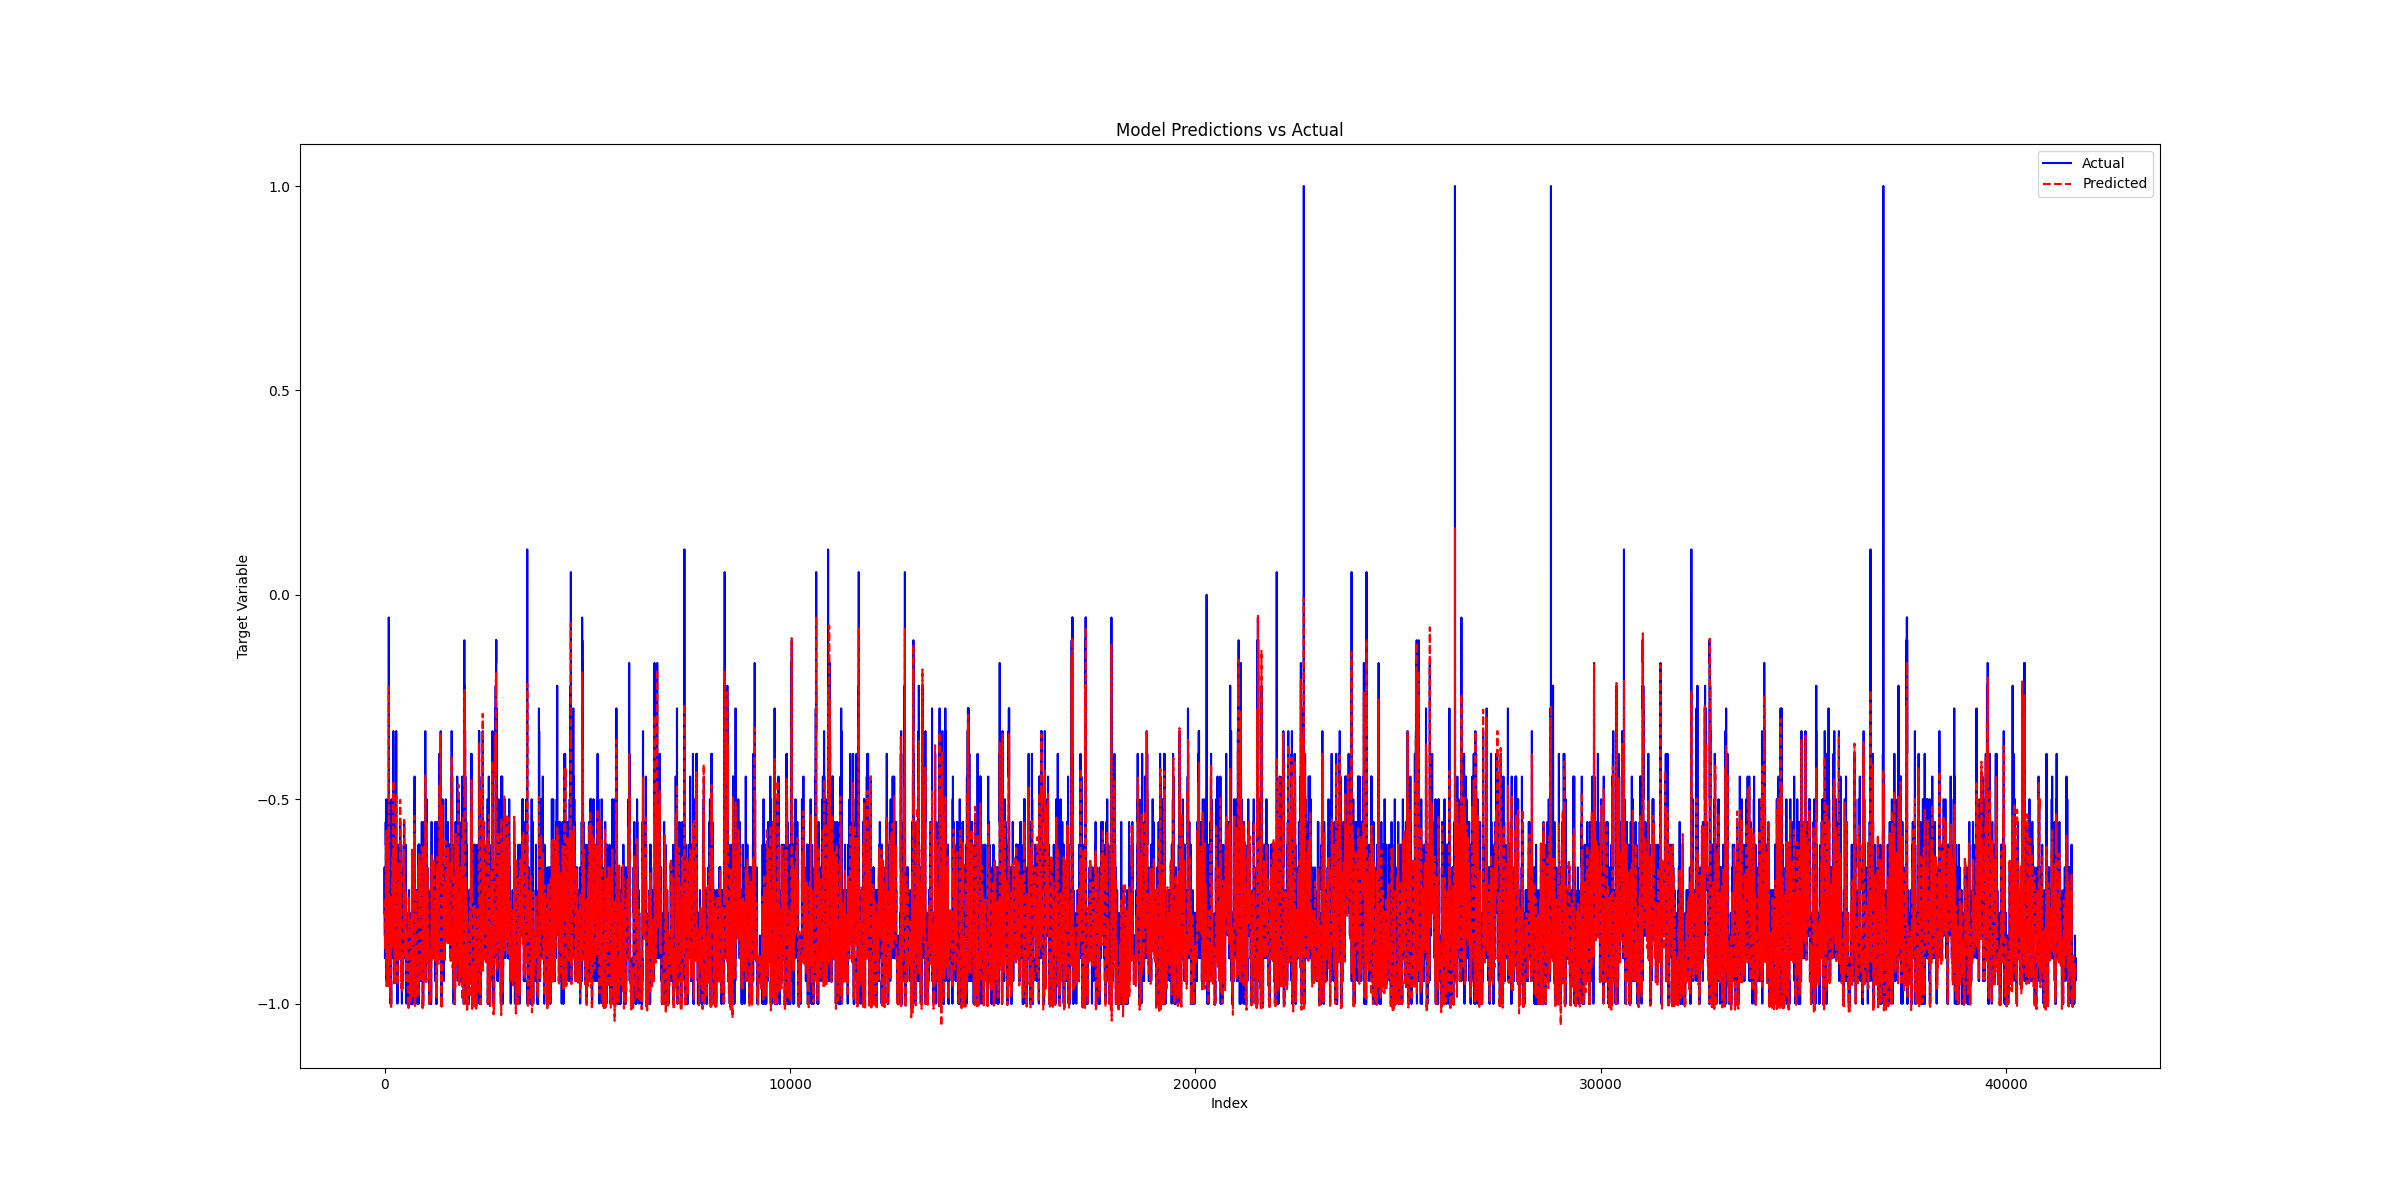 Model Predictions vs Actual
Actual
Predicted
1.0
0.5
0.0
−0.5
−1.0
Target Variable
0
10000
20000
30000
40000
Index